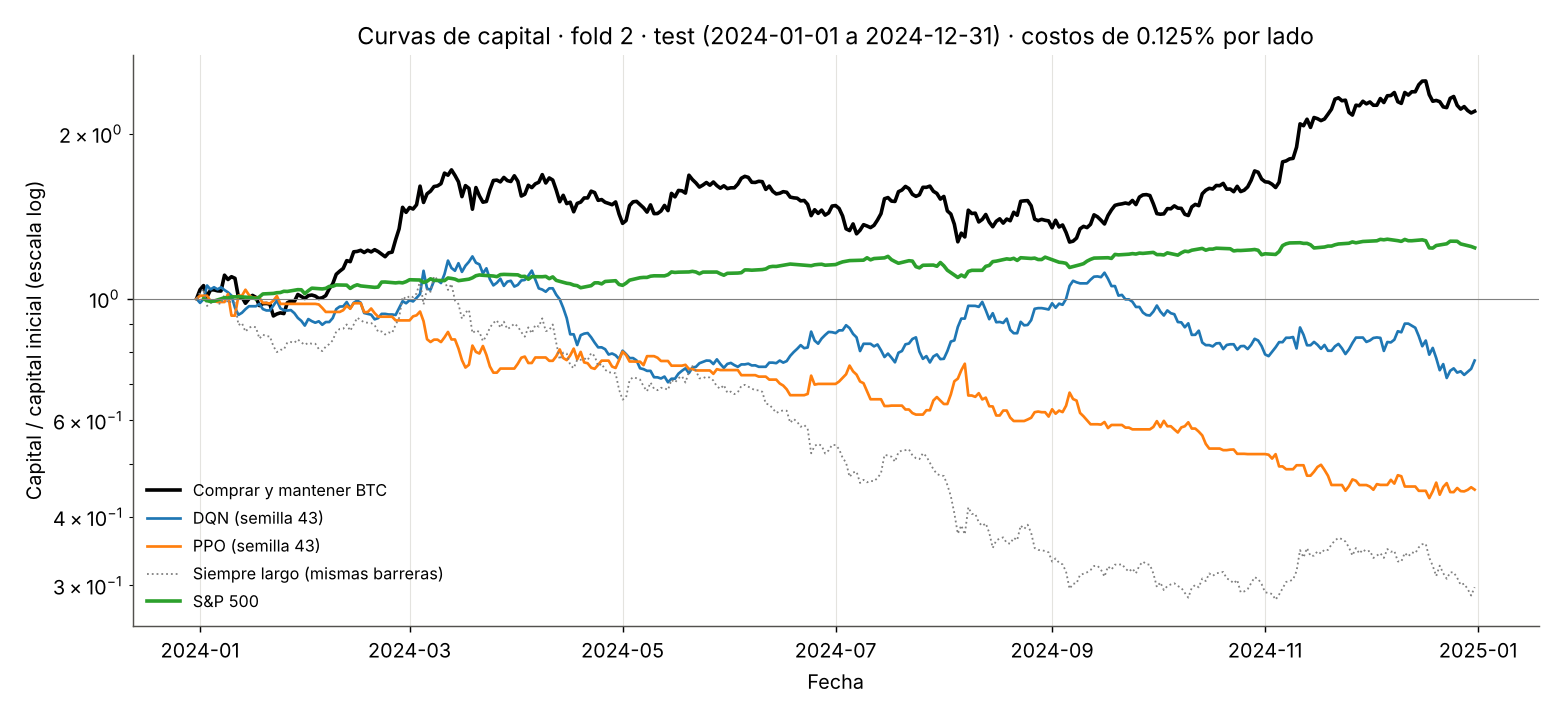 Curvas de capital · fold 2 · test (2024-01-01 a 2024-12-31) · costos de 0.125% por lado
Capital / capital inicial (escala log)
2 × 10⁰
10⁰
6 × 10⁻¹
4 × 10⁻¹
3 × 10⁻¹
Comprar y mantener BTC
DQN (semilla 43)
PPO (semilla 43)
Siempre largo (mismas barreras)
S&P 500
2024-01 2024-03 2024-05 2024-07 2024-09 2024-11 2025-01
Fecha